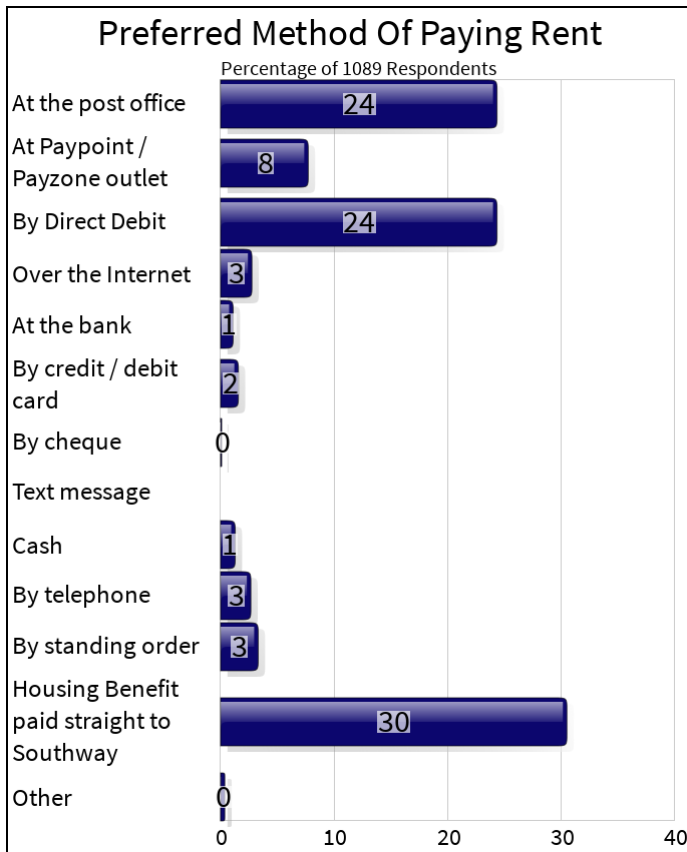 Preferred Method Of Paying Rent
Percentage of 1089 Respondents
At the post office
24
At Paypoint /
Payzone outlet
8
By Direct Debit
24
Over the Internet
3
At the bank
1
By credit / debit
card
2
By cheque
0
Text message
Cash
1
By telephone
3
By standing order
3
Housing Benefit
paid straight to
Southway
30
Other
0
0 10 20 30 40